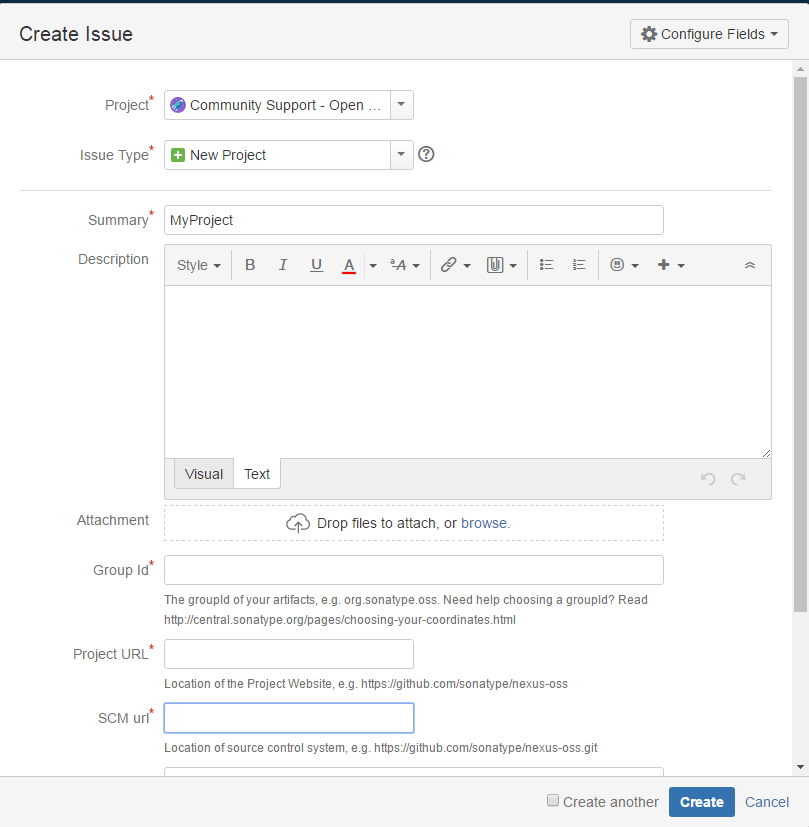 Create Issue
Configure Fields
Project*
Community Support - Open ...
Issue Type*
New Project
Summary*
MyProject
Description
Style
B I U A ªA
Visual
Text
Attachment
Drop files to attach, or browse.
Group Id*
The groupId of your artifacts, e.g. org.sonatype.oss. Need help choosing a groupId? Read
http://central.sonatype.org/pages/choosing-your-coordinates.html
Project URL*
Location of the Project Website, e.g. https://github.com/sonatype/nexus-oss
SCM url*
Location of source control system, e.g. https://github.com/sonatype/nexus-oss.git
Create another
Create
Cancel